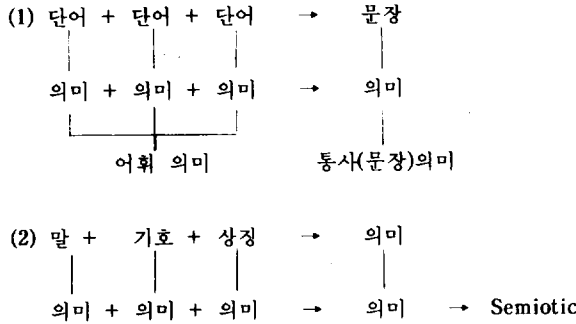 (1) 단어 + 단어 + 단어 → 문장
의미 + 의미 + 의미 → 의미
어휘 의미 통사(문장)의미
(2) 말 + 기호 + 상징 → 의미
의미 + 의미 + 의미 → 의미 → Semiotic